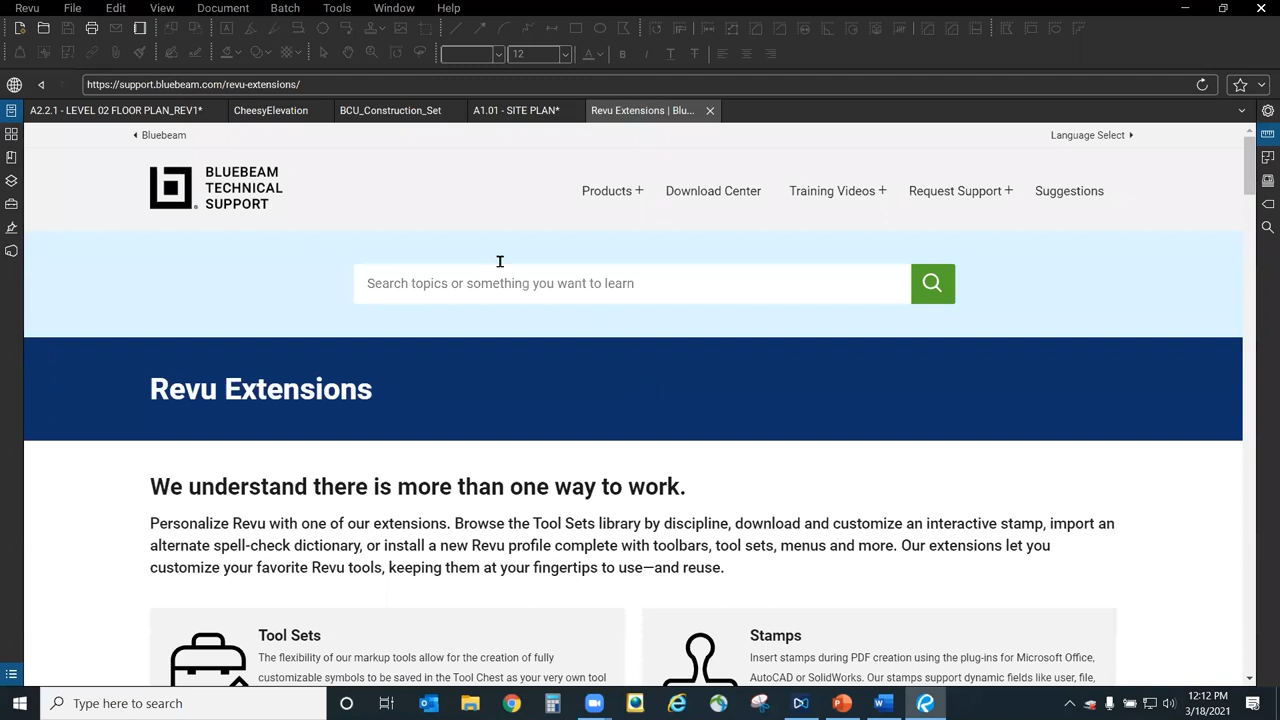 Revu File Edit View Document Batch Tools Window Help
12
https://support.bluebeam.com/revu-extensions/
A2.2.1 - LEVEL 02 FLOOR PLAN_REV1* CheesyElevation BCU_Construction_Set A1.01 - SITE PLAN* Revu Extensions | Blu...
Bluebeam Language Select
BLUEBEAM
TECHNICAL
SUPPORT
Products + Download Center Training Videos + Request Support + Suggestions
Search topics or something you want to learn
Revu Extensions
We understand there is more than one way to work.
Personalize Revu with one of our extensions. Browse the Tool Sets library by discipline, download and customize an interactive stamp, import an
alternate spell-check dictionary, or install a new Revu profile complete with toolbars, tool sets, menus and more. Our extensions let you
customize your favorite Revu tools, keeping them at your fingertips to use—and reuse.
Tool Sets
The flexibility of our markup tools allow for the creation of fully
customizable symbols to be saved in the Tool Chest as your very own tool
Stamps
Insert stamps during PDF creation using the plug-ins for Microsoft Office,
AutoCAD or SolidWorks. Our stamps support dynamic fields like user, file,
Type here to search
12:12 PM
3/18/2021